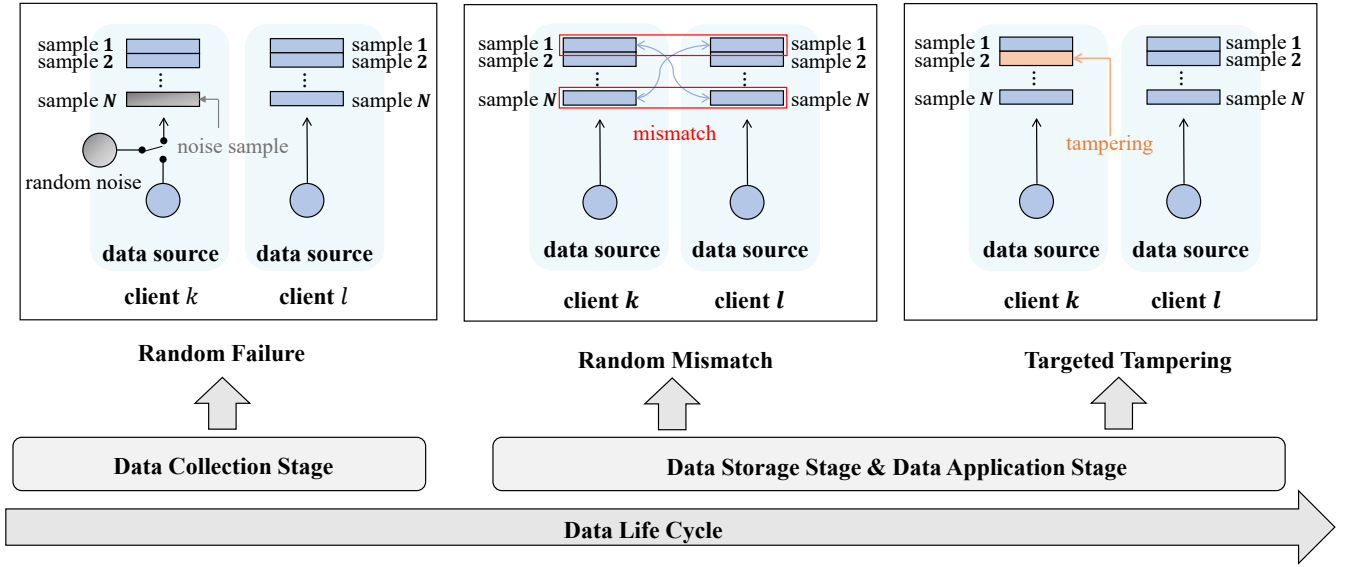 sample 1
sample 2
⋮
sample N
noise sample
random noise
data source
client k
sample 1
sample 2
⋮
sample N
data source
client l
Random Failure
sample 1
sample 2
⋮
sample N
mismatch
data source
client k
sample 1
sample 2
⋮
sample N
data source
client l
Random Mismatch
sample 1
sample 2
⋮
sample N
tampering
data source
client k
sample 1
sample 2
⋮
sample N
data source
client l
Targeted Tampering
Data Collection Stage
Data Storage Stage & Data Application Stage
Data Life Cycle